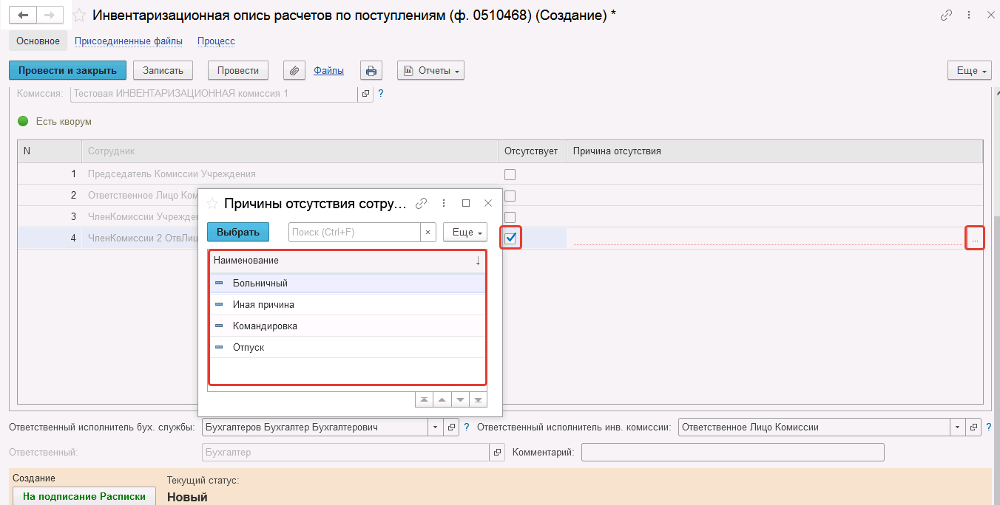 Инвентаризационная опись расчетов по поступлениям (ф. 0510468) (Создание) *
Основное Присоединенные файлы Процесс
Провести и закрыть Записать Провести Файлы Отчеты Еще
Комиссия: Тестовая ИНВЕНТАРИЗАЦИОННАЯ комиссия 1 ?
Есть кворум
N Сотрудник Отсутствует Причина отсутствия
1 Председатель Комиссии Учреждения
2 Ответственное Лицо Ком
3 ЧленКомиссии Учрежде
4 ЧленКомиссии 2 ОтвЛиц ...
Причины отсутствия сотру...
Выбрать Поиск (Ctrl+F) × Еще
Наименование ↓
Больничный
Иная причина
Командировка
Отпуск
Ответственный исполнитель бух. службы: Бухгалтеров Бухгалтер Бухгалтерович ? Ответственный исполнитель инв. комиссии: Ответственное Лицо Комиссии ?
Ответственный: Бухгалтер Комментарий:
Создание Текущий статус:
На подписание Расписки Новый